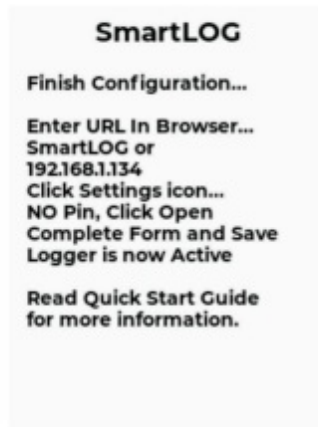 SmartLOG
Finish Configuration...
Enter URL In Browser...
SmartLOG or
192.168.1.134
Click Settings icon...
NO Pin, Click Open
Complete Form and Save
Logger is now Active
Read Quick Start Guide
for more information.